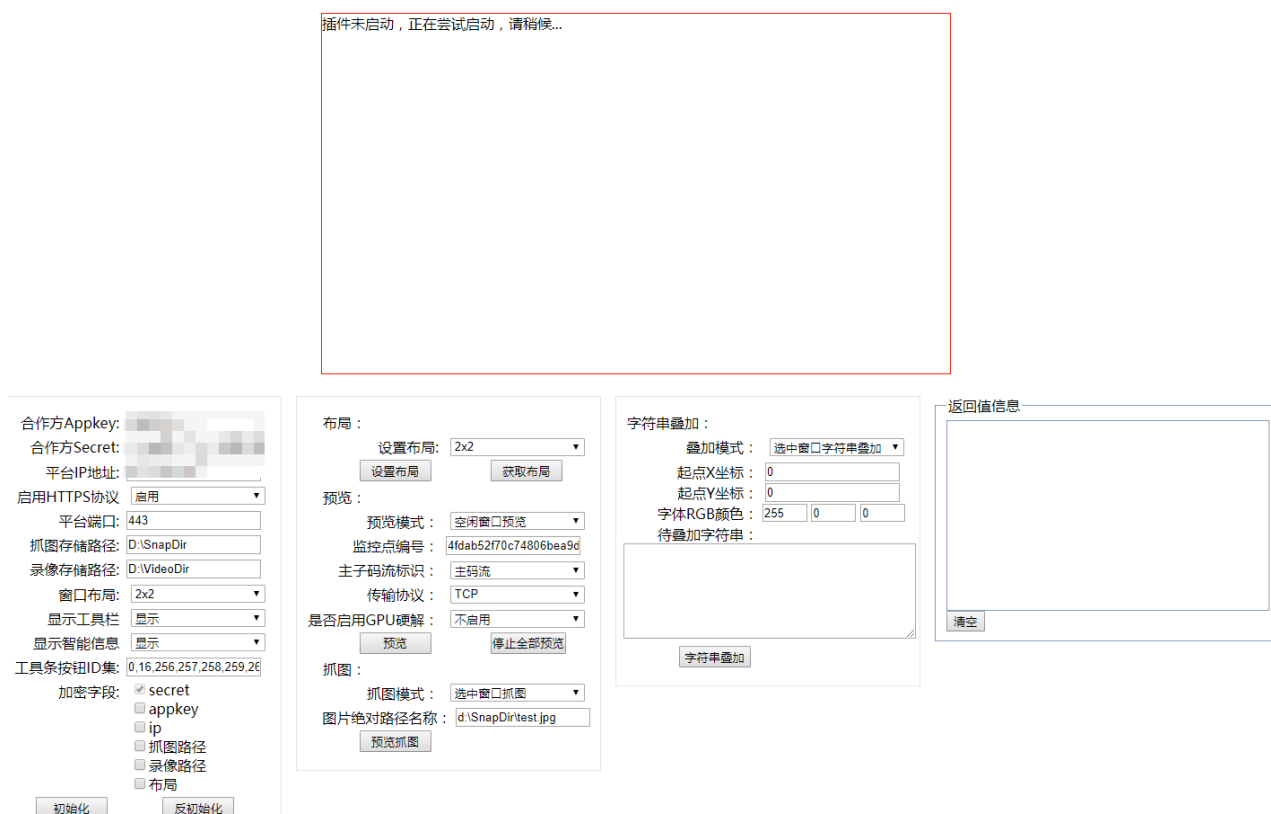 插件未启动，正在尝试启动，请稍候...
合作方Appkey:
合作方Secret:
平台IP地址:
启用HTTPS协议 启用
平台端口: 443
抓图存储路径: D:\SnapDir
录像存储路径: D:\VideoDir
窗口布局: 2x2
显示工具栏 显示
显示智能信息 显示
工具条按钮ID集: 0,16,256,257,258,259,26
加密字段: secret
appkey
ip
抓图路径
录像路径
布局
初始化 反初始化
布局：
设置布局: 2x2
设置布局 获取布局
预览：
预览模式： 空闲窗口预览
监控点编号： 4fdab52f70c74806bea9d
主子码流标识： 主码流
传输协议： TCP
是否启用GPU硬解： 不启用
预览 停止全部预览
抓图：
抓图模式： 选中窗口抓图
图片绝对路径名称： d:\SnapDir\test.jpg
预览抓图
字符串叠加：
叠加模式： 选中窗口字符串叠加
起点X坐标： 0
起点Y坐标： 0
字体RGB颜色： 255 0 0
待叠加字符串：
字符串叠加
返回值信息
清空